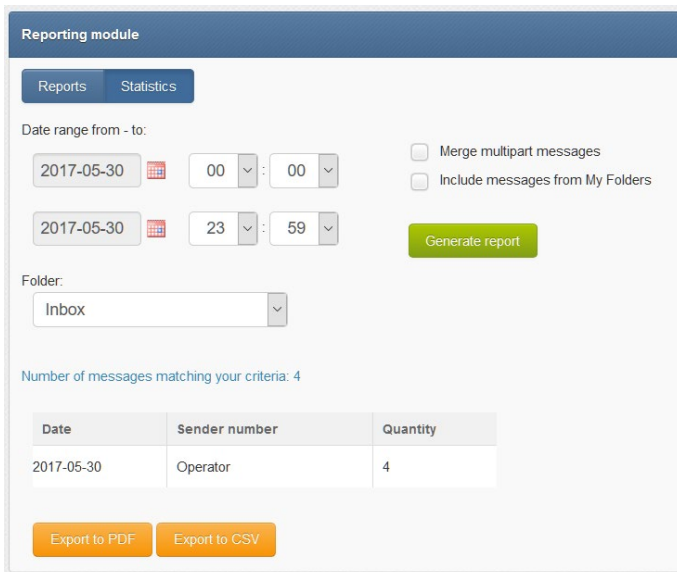 Reporting module
Reports Statistics
Date range from - to:
2017-05-30 00 : 00
Merge multipart messages
Include messages from My Folders
2017-05-30 23 : 59
Generate report
Folder:
Inbox
Number of messages matching your criteria: 4
Date Sender number Quantity
2017-05-30 Operator 4
Export to PDF Export to CSV